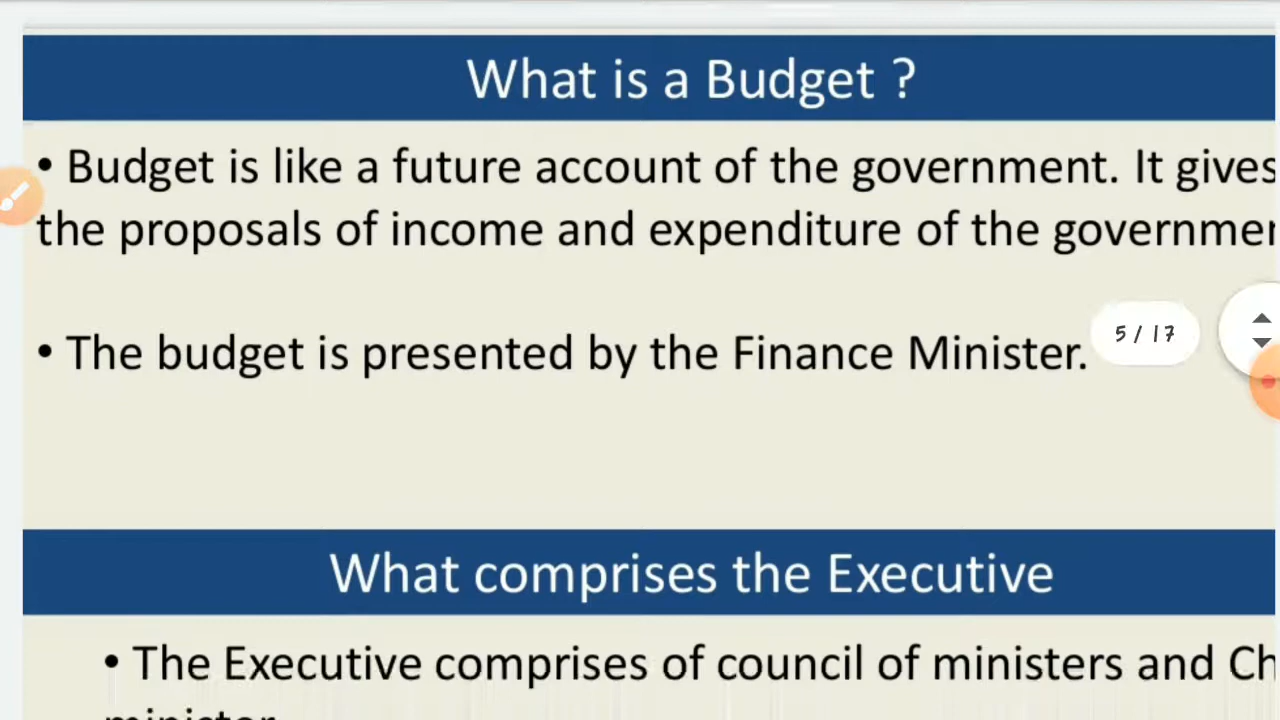 What is a Budget ?
• Budget is like a future account of the government. It gives
the proposals of income and expenditure of the
• The budget is presented by the Finance Minister.
5 / 17
What comprises the Executive
• The Executive comprises of council of ministers and